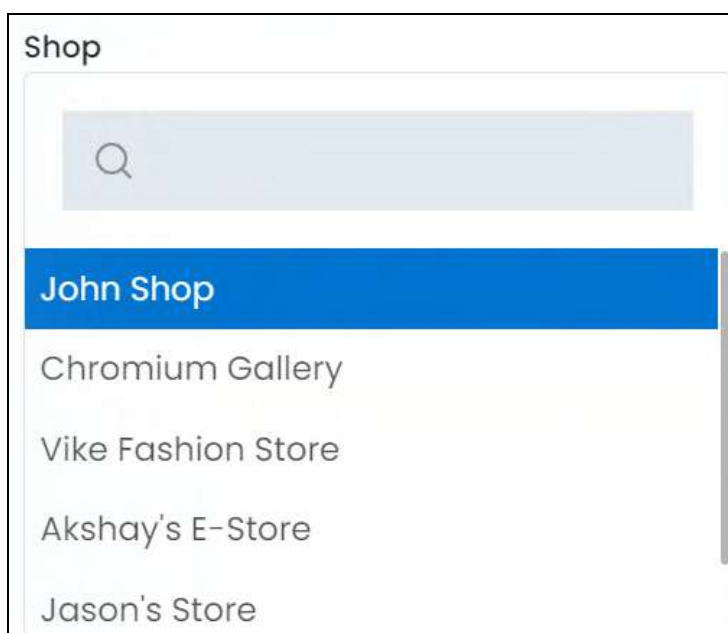 Shop
John Shop
Chromium Gallery
Vike Fashion Store
Akshay's E-Store
Jason's Store